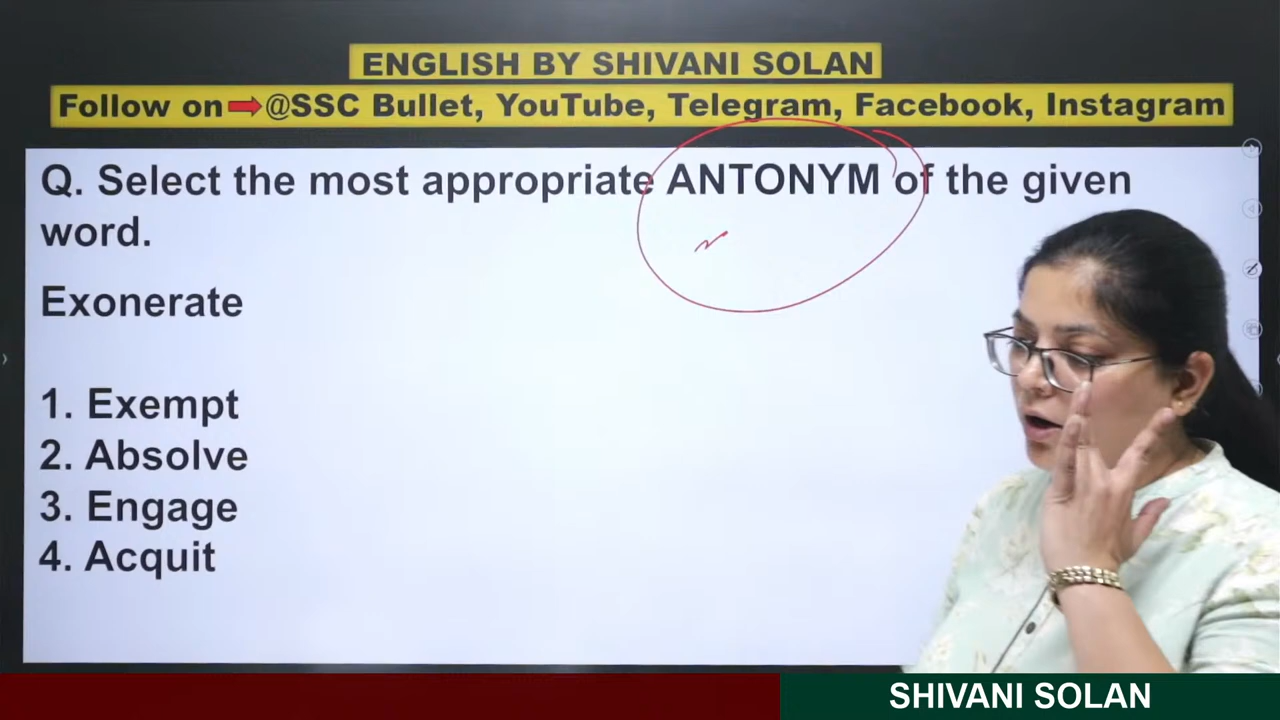 ENGLISH BY SHIVANI SOLAN
Follow on @SSC Bullet, YouTube, Telegram, Facebook, Instagram
Q. Select the most appropriate ANTONYM of the given
word.
Exonerate
1. Exempt
2. Absolve
3. Engage
4. Acquit
SHIVANI SOLAN